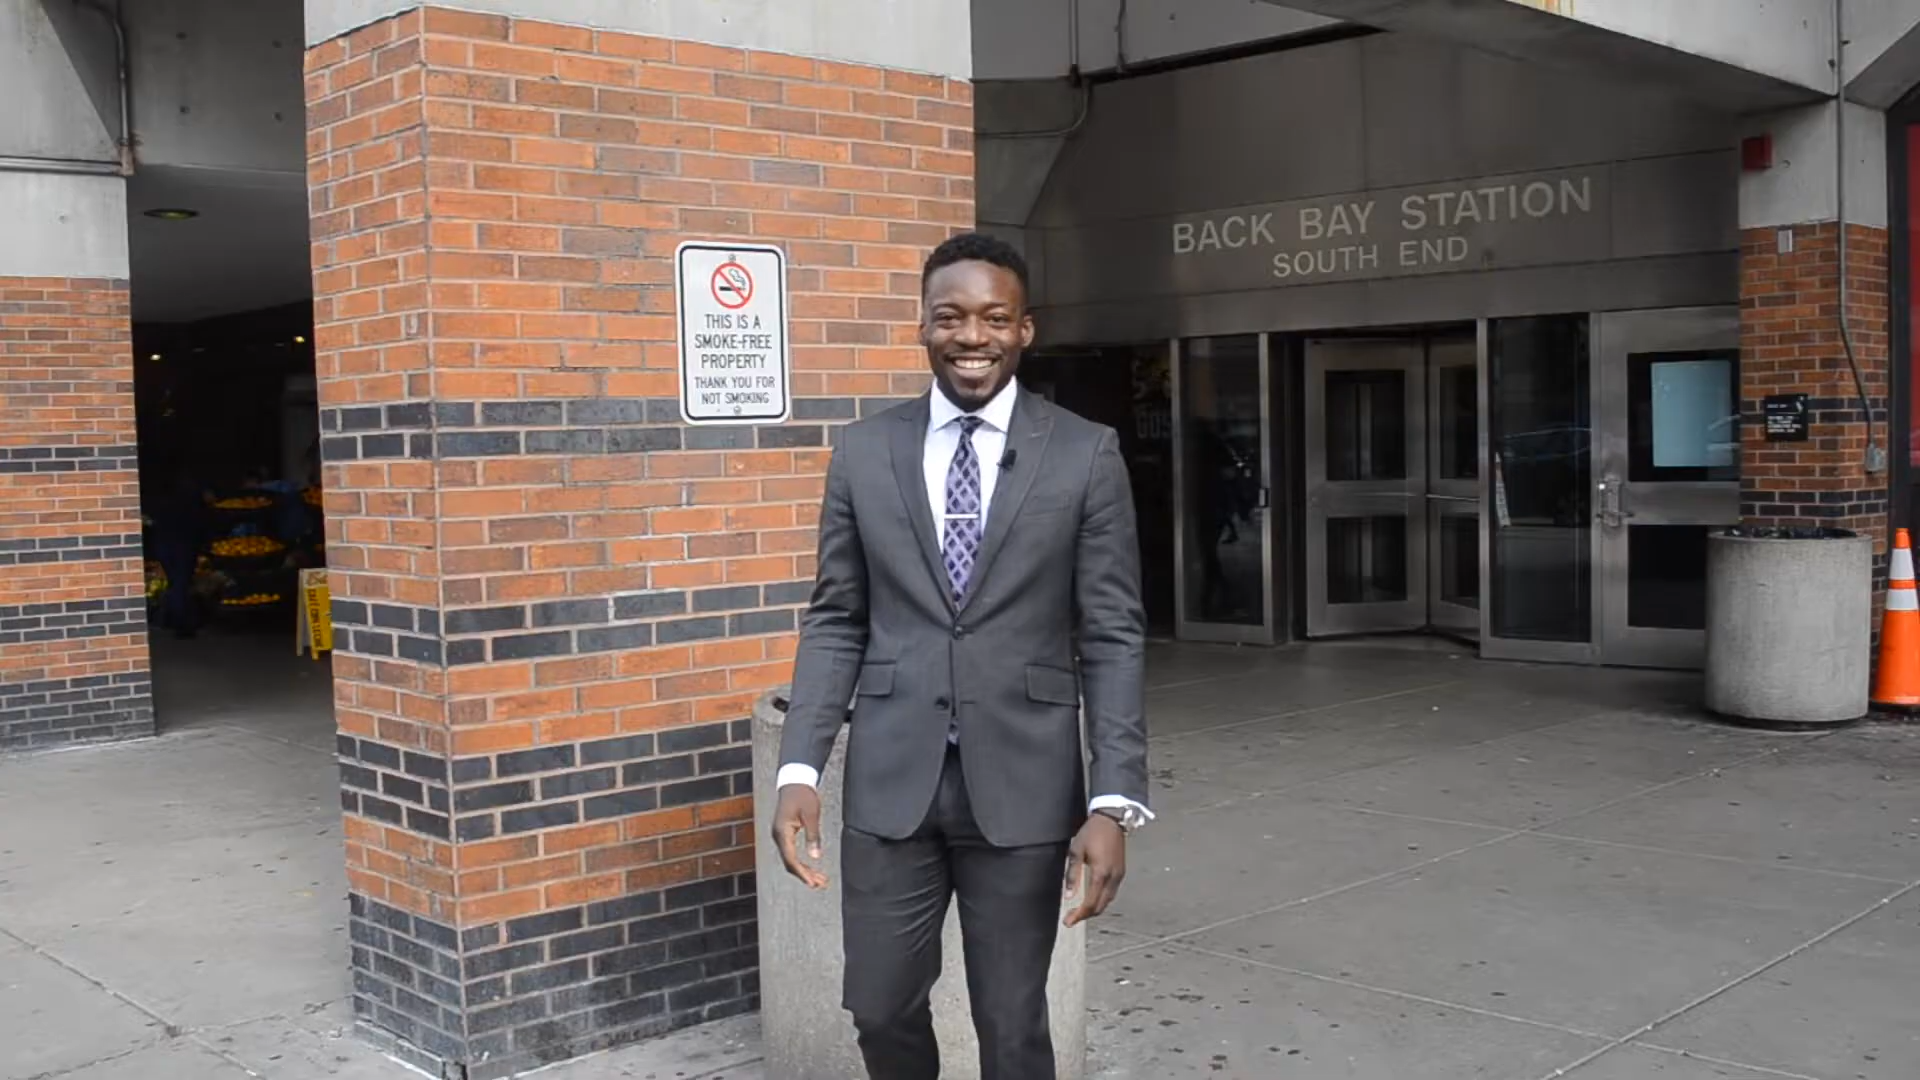 THIS IS A
SMOKE-FREE
PROPERTY
THANK YOU FOR
NOT SMOKING
BACK BAY STATION
SOUTH END